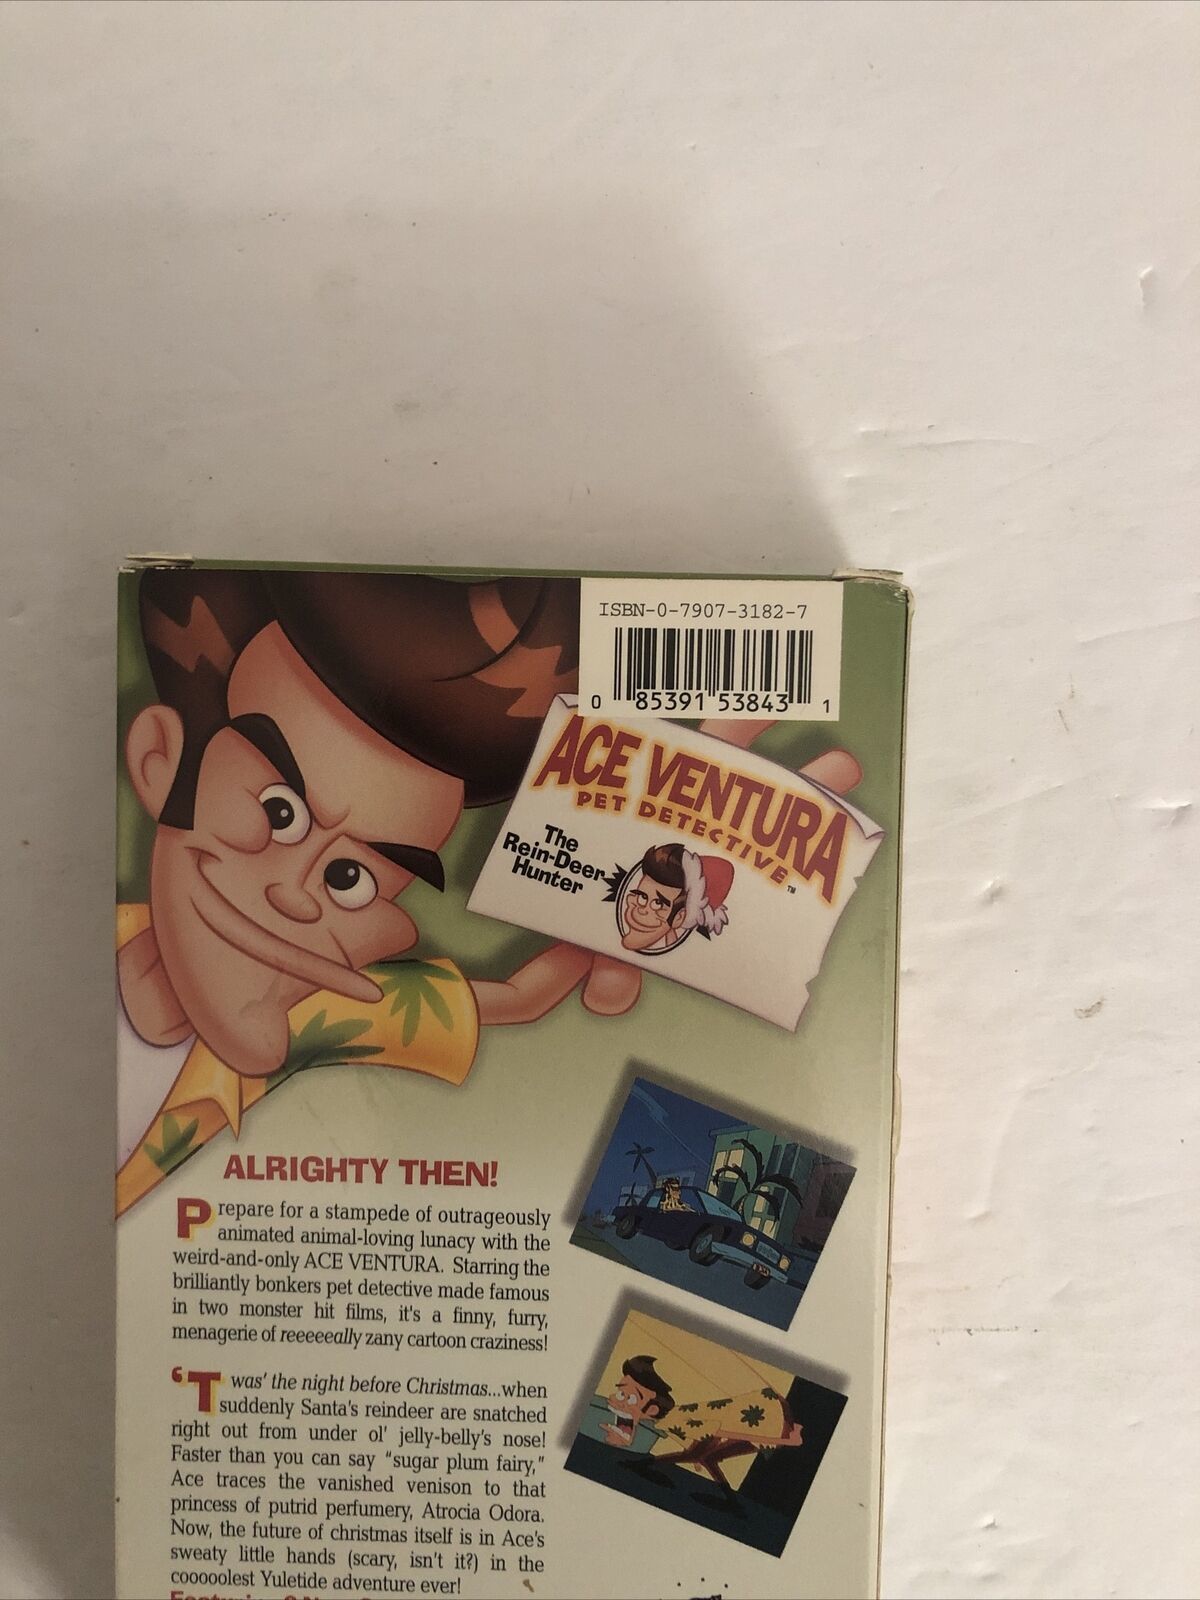 ISBN-0-7907-3182-7
0 85391 53843 1
ACE VENTURA
PET DETECTIVE™
The
Rein-Deer
Hunter
ALRIGHTY THEN!
Prepare for a stampede of outrageously
animated animal-loving lunacy with the
weird-and-only ACE VENTURA. Starring the
brilliantly bonkers pet detective made famous
in two monster hit films, it's a finny, furry,
menagerie of reeeeeally zany cartoon craziness!
'Twas' the night before Christmas...when
suddenly Santa's reindeer are snatched
right out from under ol' jelly-belly's nose!
Faster than you can say "sugar plum fairy,"
Ace traces the vanished venison to that
princess of putrid perfumery, Atrocia Odora.
Now, the future of christmas itself is in Ace's
sweaty little hands (scary, isn't it?) in the
cooooolest Yuletide adventure ever!